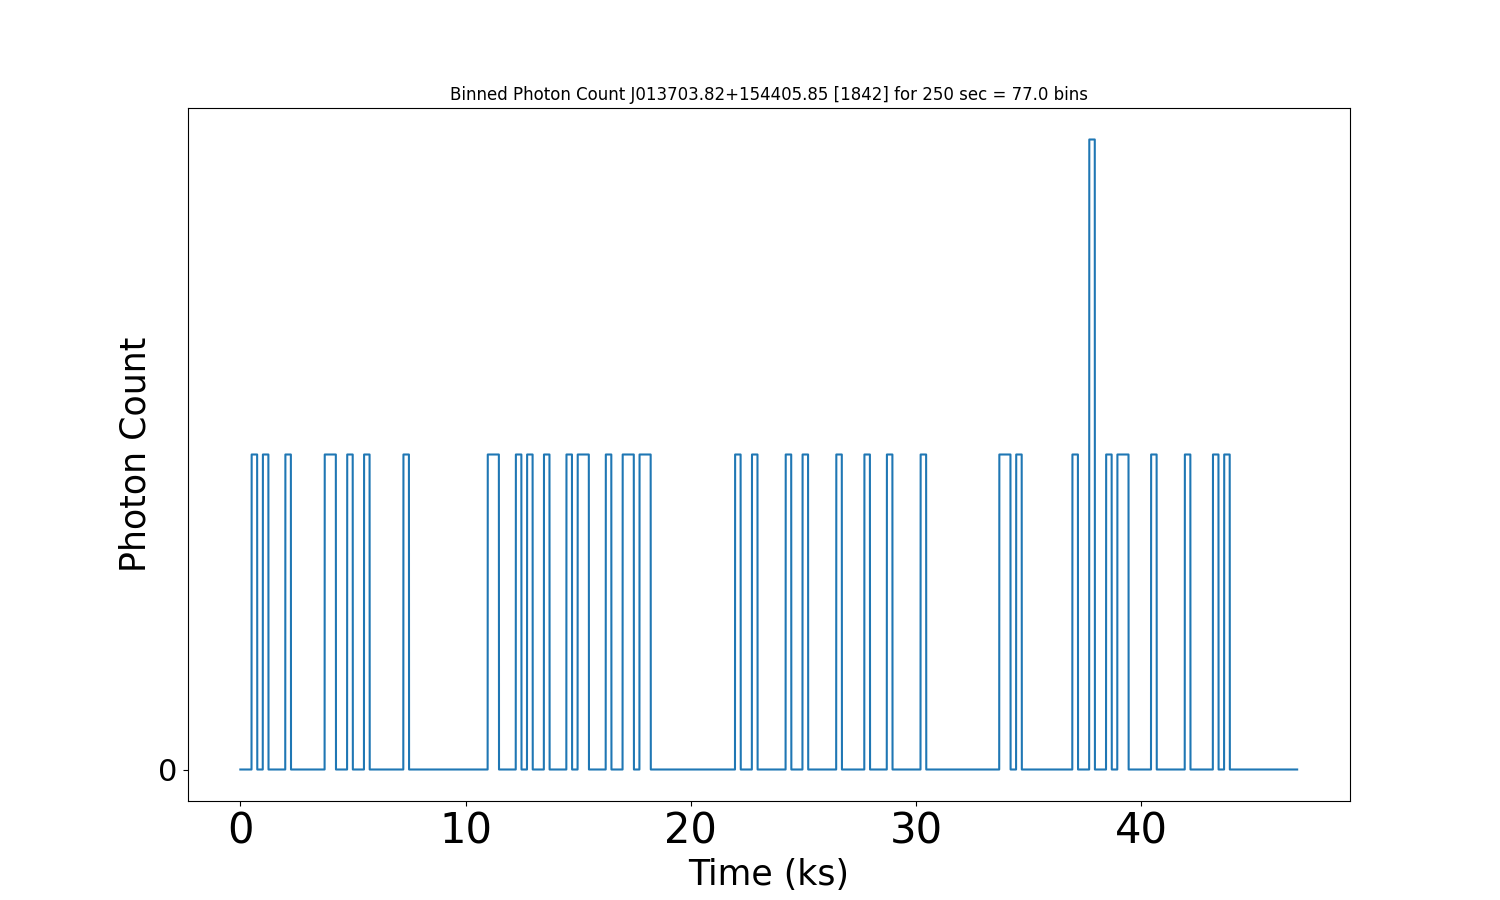 Binned Photon Count J013703.82+154405.85 [1842] for 250 sec = 77.0 bins
Photon Count
0
0 10 20 30 40
Time (ks)